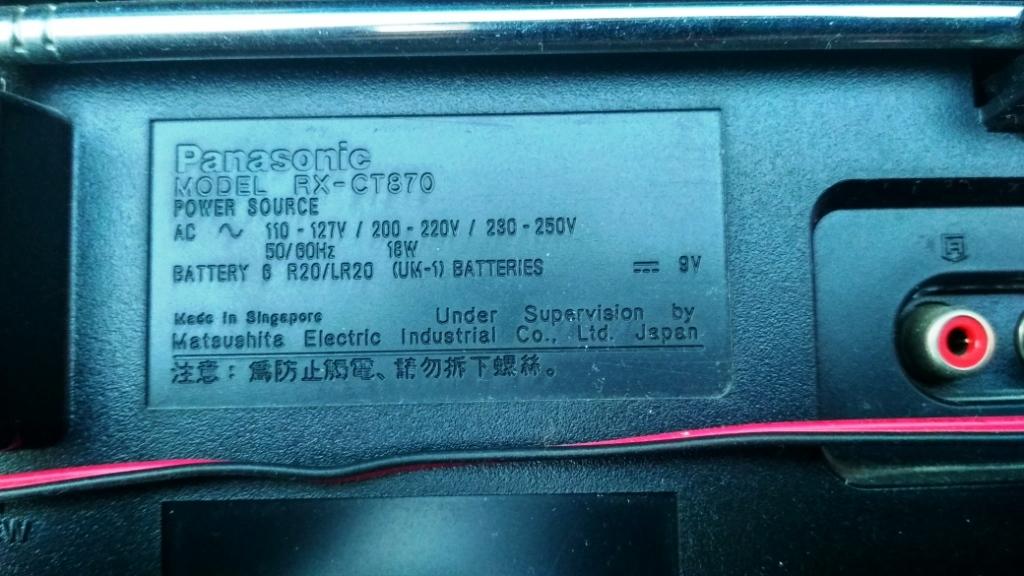 Panasonic
MODEL RX-CT870
POWER SOURCE
AC ~ 110 - 127V / 200 - 220V / 230 - 250V
50/60Hz 18W
BATTERY 6 R20/LR20 (UM-1) BATTERIES ⎓ 9V
Made in Singapore Under Supervision by
Matsushita Electric Industrial Co., Ltd. Japan
注意：為防止觸電、請勿拆下螺絲。
R